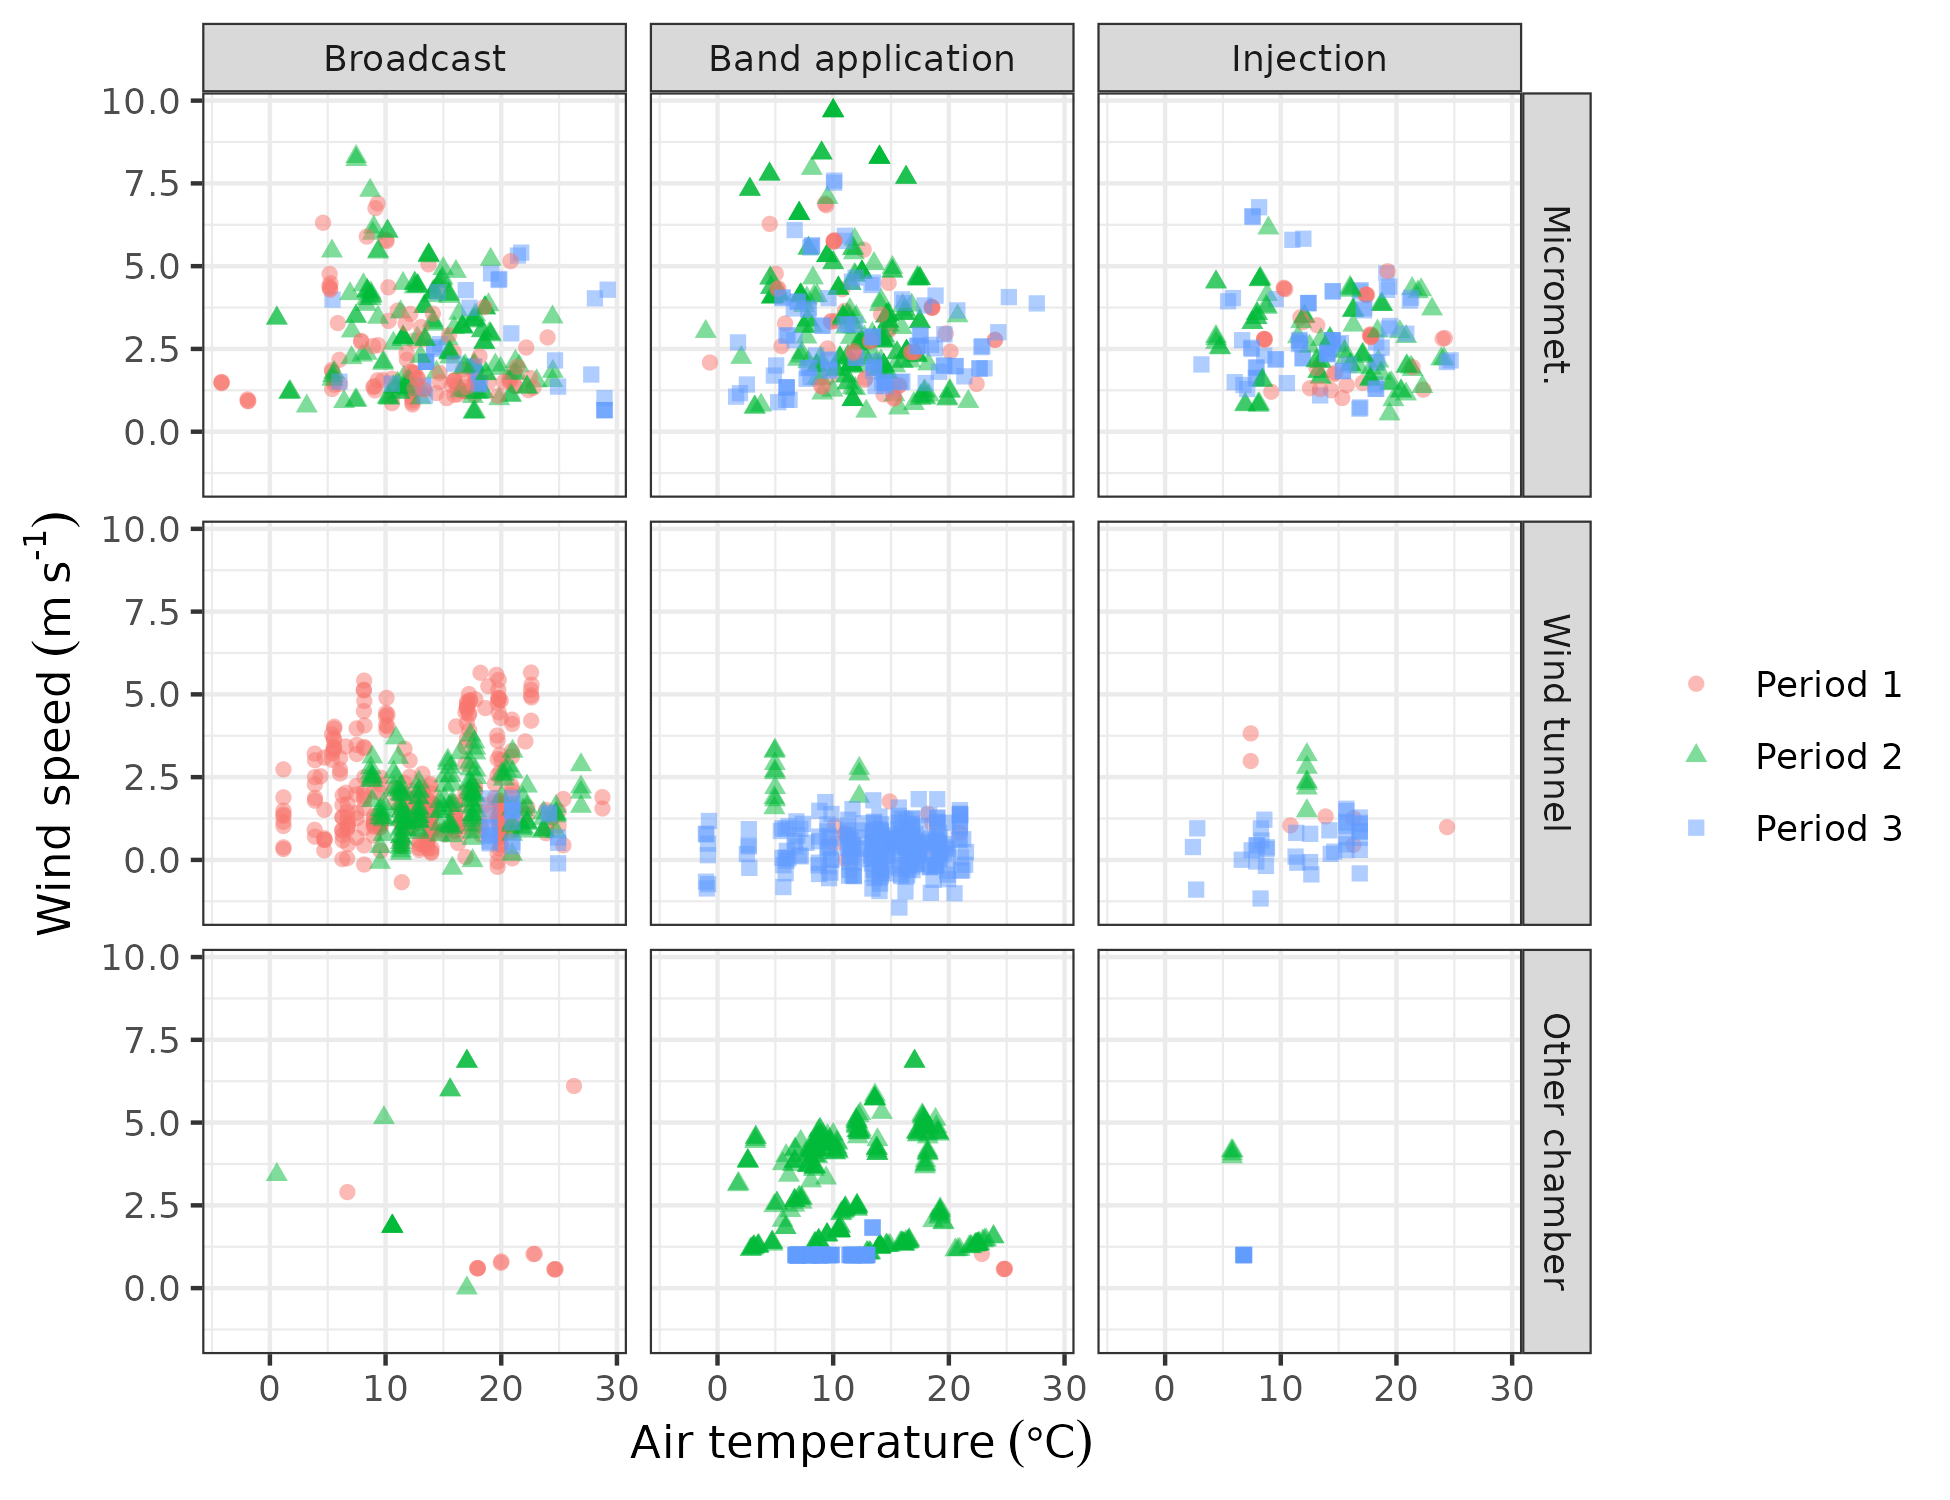 Broadcast
Band application
Injection
10.0
7.5
5.0
2.5
0.0
Micromet.
10.0
7.5
5.0
2.5
0.0
Wind tunnel
10.0
7.5
5.0
2.5
0.0
Other chamber
0 10 20 30
0 10 20 30
0 10 20 30
Air temperature (°C)
Wind speed (m s⁻¹)
Period 1
Period 2
Period 3